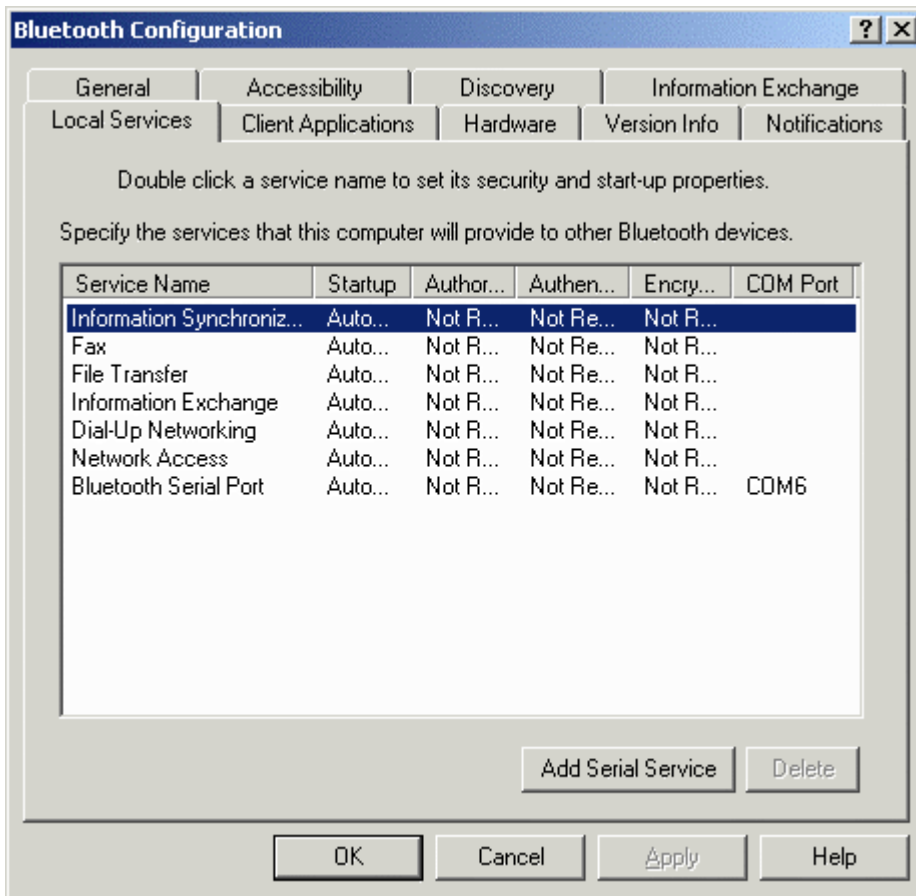 Bluetooth Configuration
General Accessibility Discovery Information Exchange
Local Services Client Applications Hardware Version Info Notifications
Double click a service name to set its security and start-up properties.
Specify the services that this computer will provide to other Bluetooth devices.
Service Name Startup Author... Authen... Encry... COM Port
Information Synchroniz... Auto... Not R... Not Re... Not R...
Fax Auto... Not R... Not Re... Not R...
File Transfer Auto... Not R... Not Re... Not R...
Information Exchange Auto... Not R... Not Re... Not R...
Dial-Up Networking Auto... Not R... Not Re... Not R...
Network Access Auto... Not R... Not Re... Not R...
Bluetooth Serial Port Auto... Not R... Not Re... Not R... COM6
Add Serial Service Delete
OK Cancel Apply Help